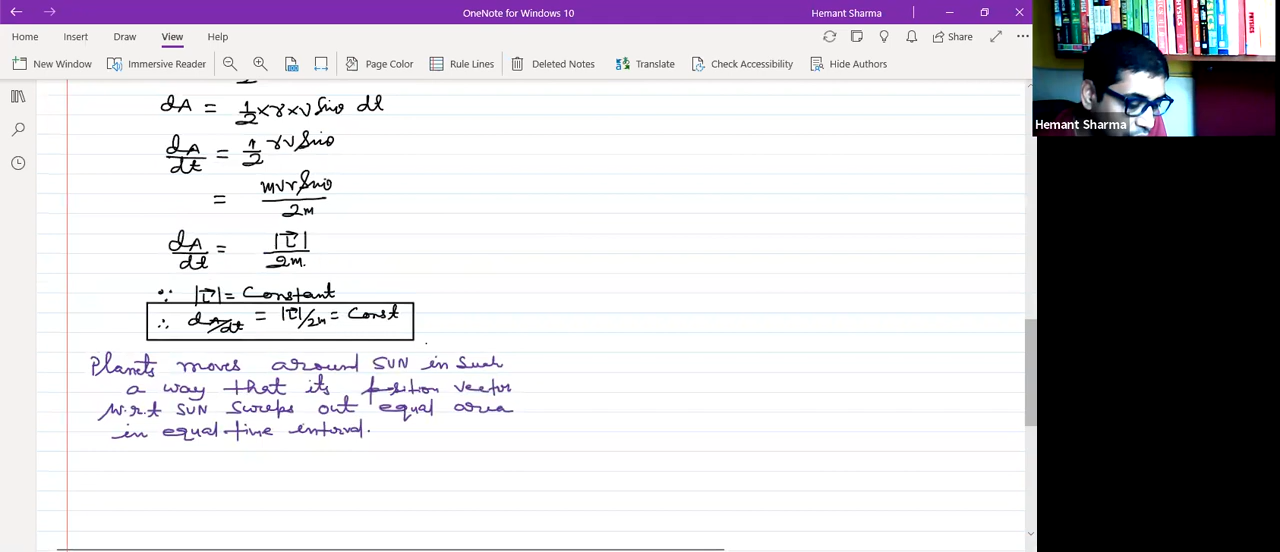 OneNote for Windows 10
Hemant Sharma
Home Insert Draw View Help
Share
New Window Immersive Reader Page Color Rule Lines Deleted Notes Translate Check Accessibility Hide Authors
Hemant Sharma
dA = 1/2 × r × v Sinθ dt
dA/dt = 1/2 r v Sinθ
= mvr Sinθ / 2m
dA/dt = |L⃗| / 2m.
∵ |L⃗| = Constant
∴ dA/dt = |L⃗|/2m = Const
Planets moves around SUN in such
a way that its position vector
w.r.t SUN sweeps out equal area
in equal time interval.